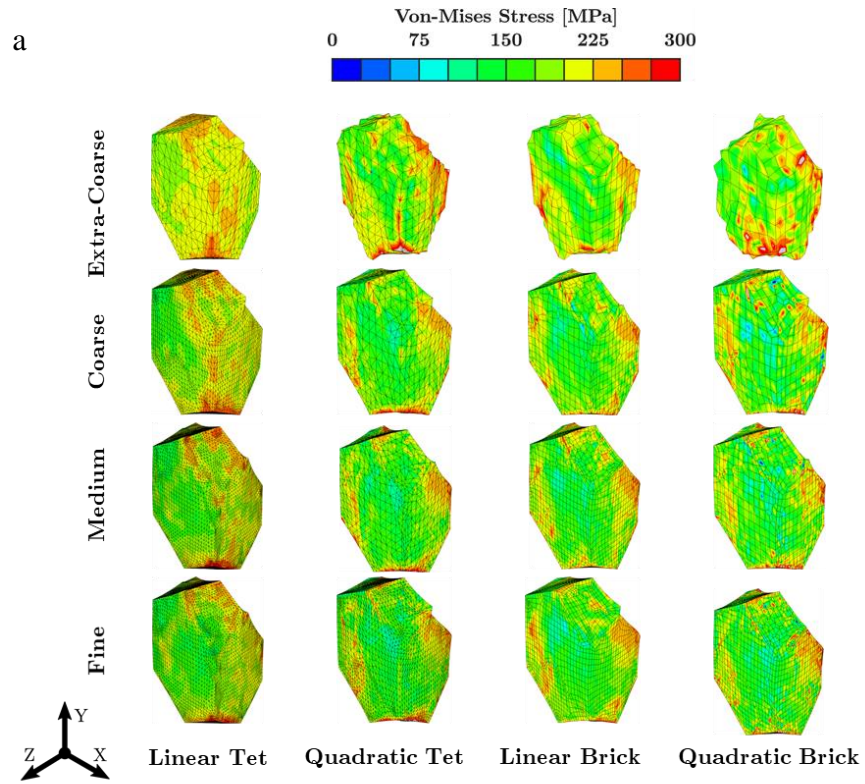 a
Von-Mises Stress [MPa]
0 75 150 225 300
Extra-Coarse
Coarse
Medium
Fine
Y
Z X
Linear Tet Quadratic Tet Linear Brick Quadratic Brick